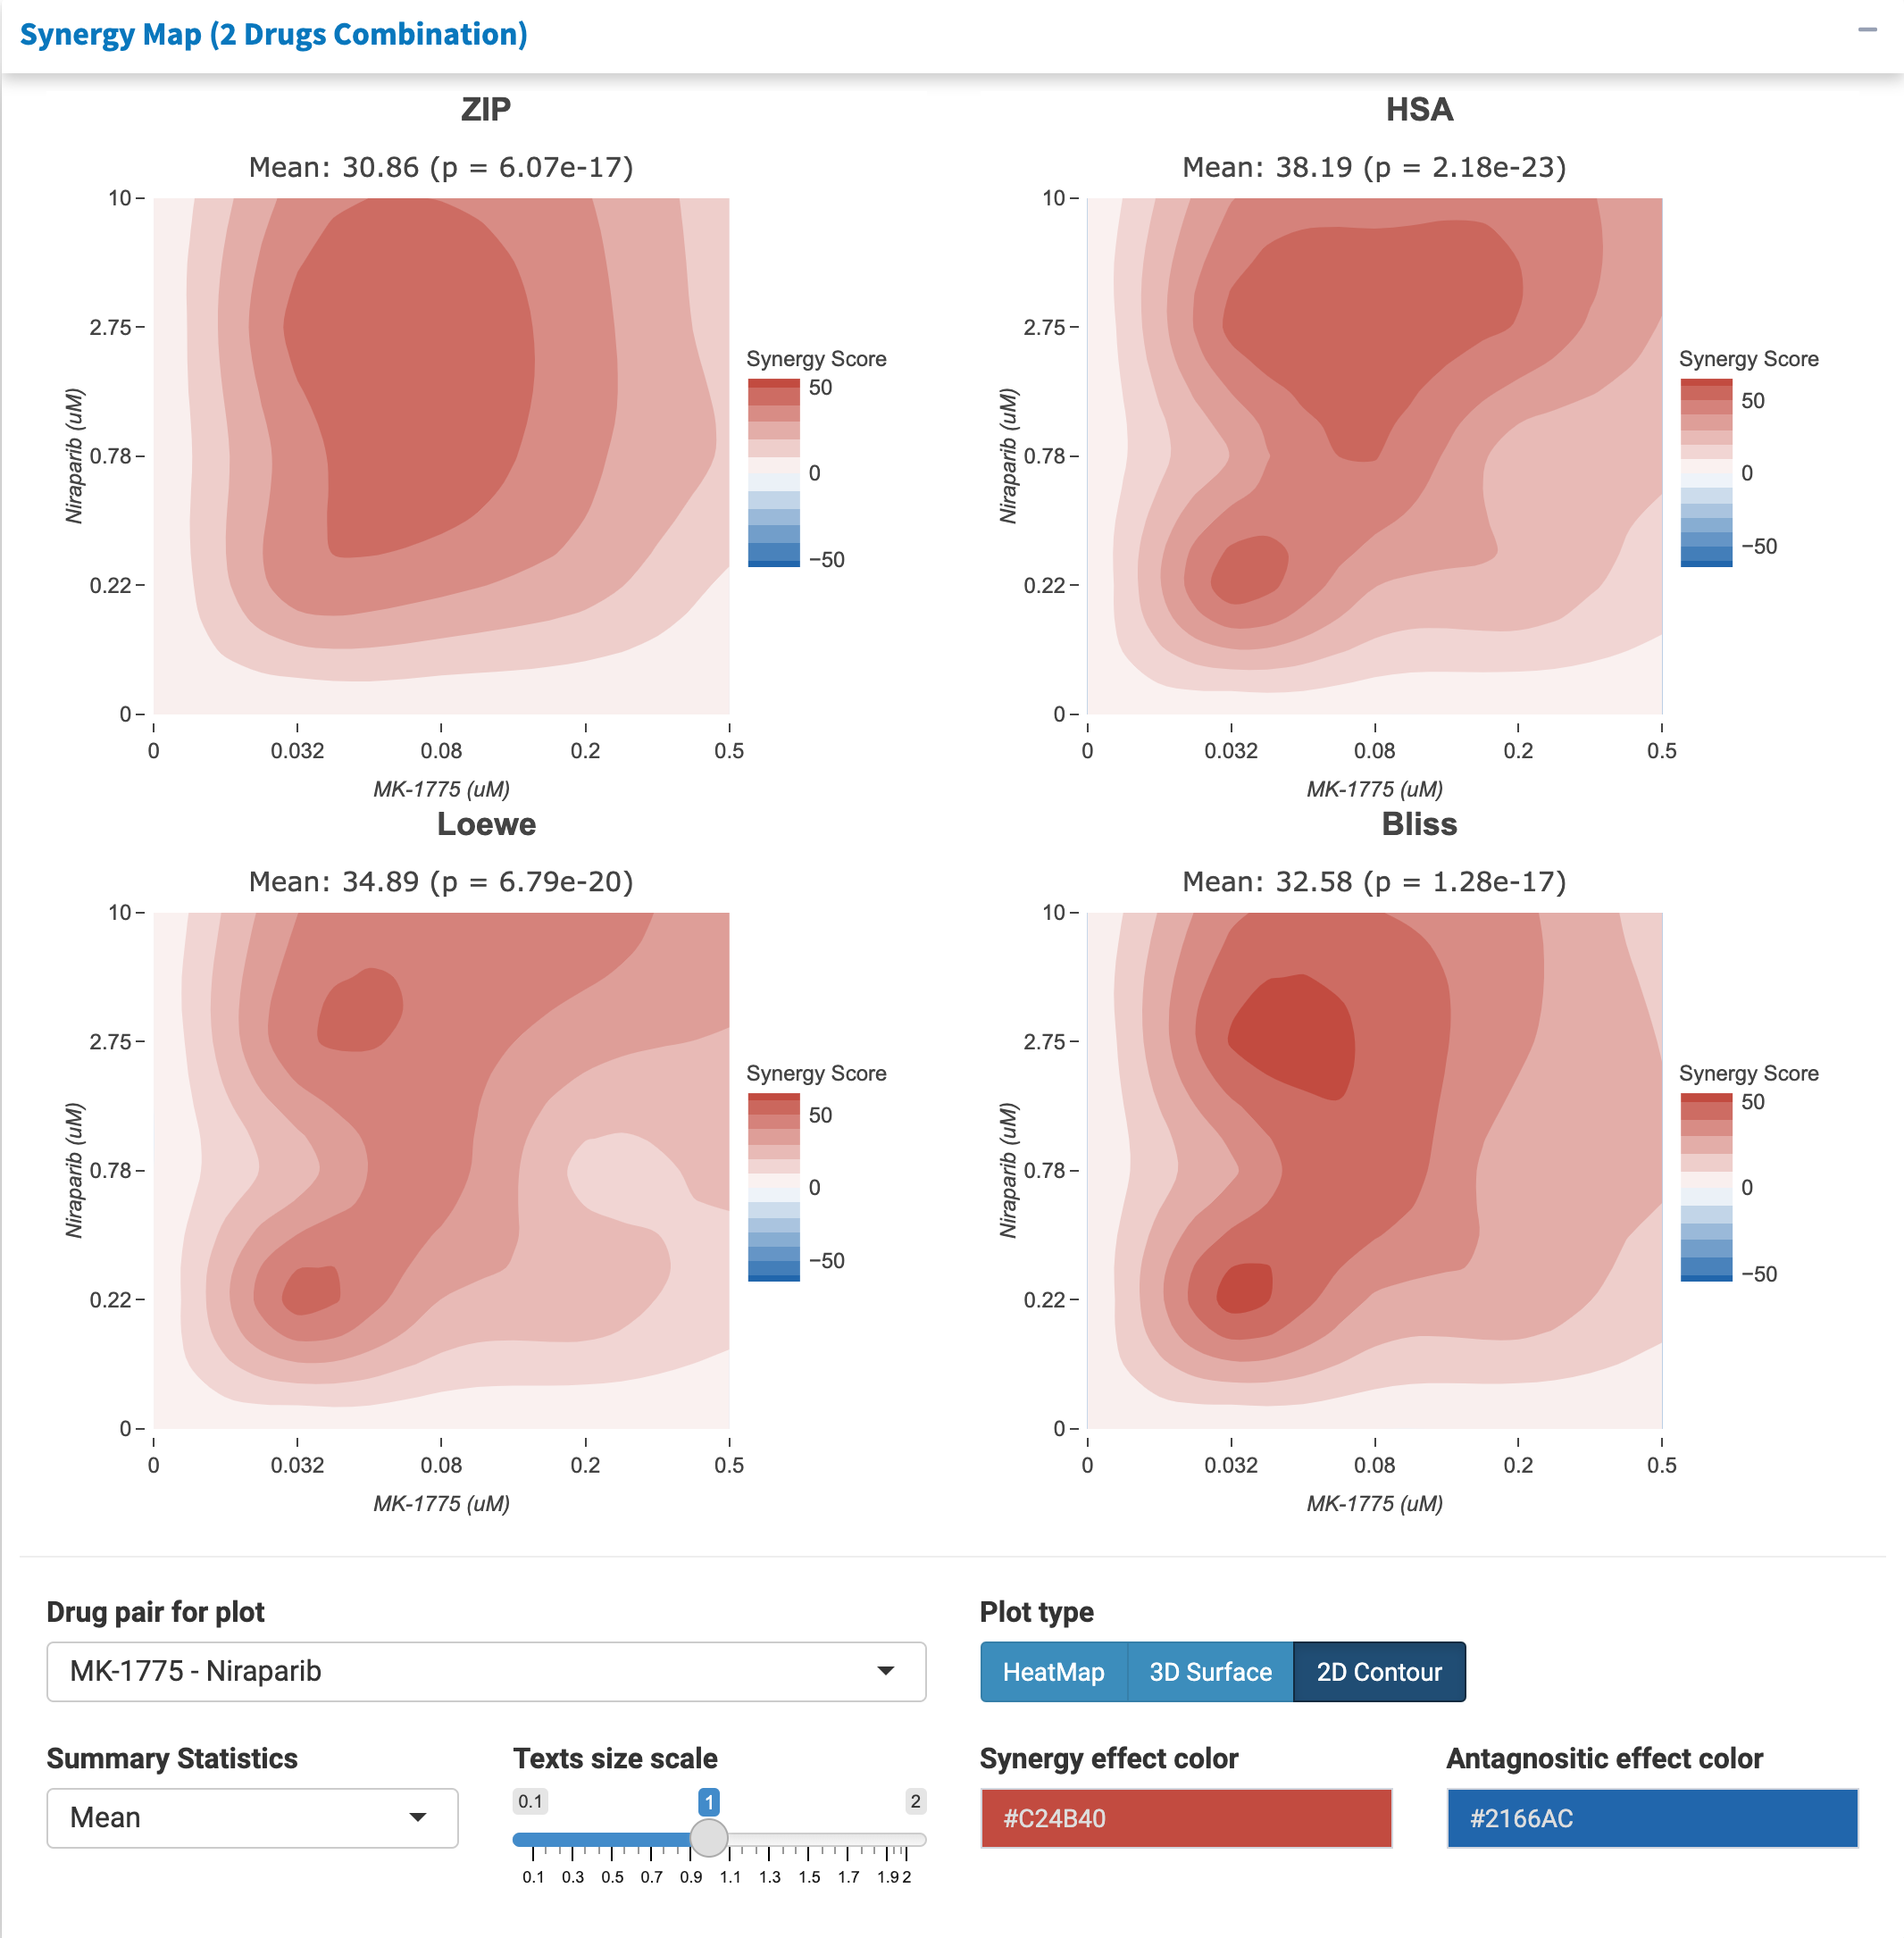 Synergy Map (2 Drugs Combination)
ZIP
Mean: 30.86 (p = 6.07e-17)
10
2.75
0.78
0.22
0
Niraparib (uM)
0
0.032
0.08
0.2
0.5
MK-1775 (uM)
Synergy Score
50
0
−50
HSA
Mean: 38.19 (p = 2.18e-23)
10
2.75
0.78
0.22
0
Niraparib (uM)
0
0.032
0.08
0.2
0.5
MK-1775 (uM)
Synergy Score
50
0
−50
Loewe
Mean: 34.89 (p = 6.79e-20)
10
2.75
0.78
0.22
0
Niraparib (uM)
0
0.032
0.08
0.2
0.5
MK-1775 (uM)
Synergy Score
50
0
−50
Bliss
Mean: 32.58 (p = 1.28e-17)
10
2.75
0.78
0.22
0
Niraparib (uM)
0
0.032
0.08
0.2
0.5
MK-1775 (uM)
Synergy Score
50
0
−50
Drug pair for plot
MK-1775 - Niraparib
Plot type
HeatMap
3D Surface
2D Contour
Summary Statistics
Mean
Texts size scale
0.1
1
2
0.1 0.3 0.5 0.7 0.9 1.1 1.3 1.5 1.7 1.9 2
Synergy effect color
#C24B40
Antagnositic effect color
#2166AC